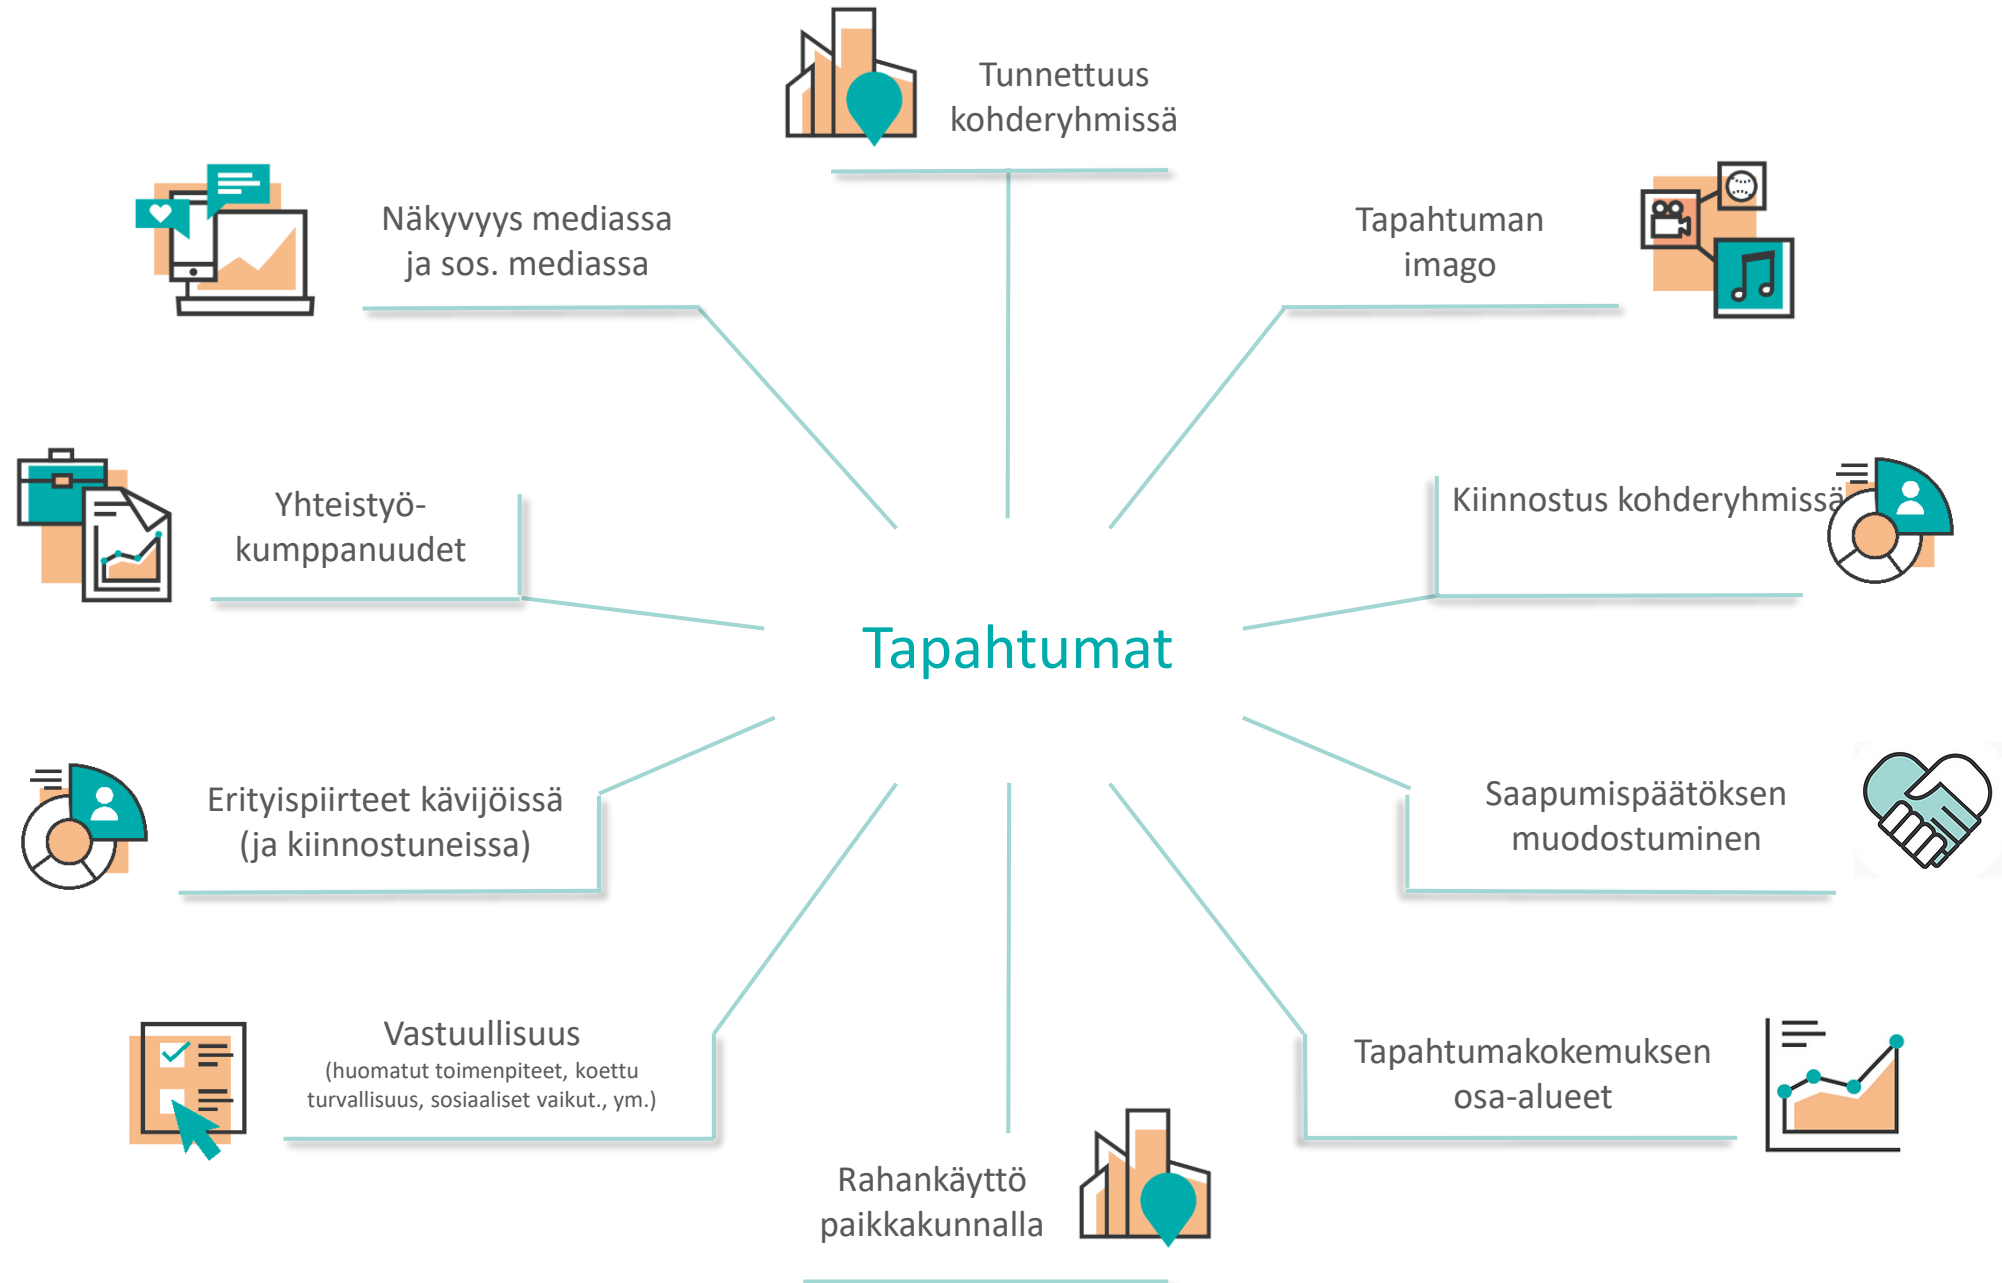 Tunnettuus
kohderyhmissä
Näkyvyys mediassa
ja sos. mediassa
Tapahtuman
imago
Yhteistyö-
kumppanuudet
Kiinnostus kohderyhmissä
Tapahtumat
Erityispiirteet kävijöissä
(ja kiinnostuneissa)
Saapumispäätöksen
muodostuminen
Vastuullisuus
(huomatut toimenpiteet, koettu
turvallisuus, sosiaaliset vaikut., ym.)
Tapahtumakokemuksen
osa-alueet
Rahankäyttö
paikkakunnalla